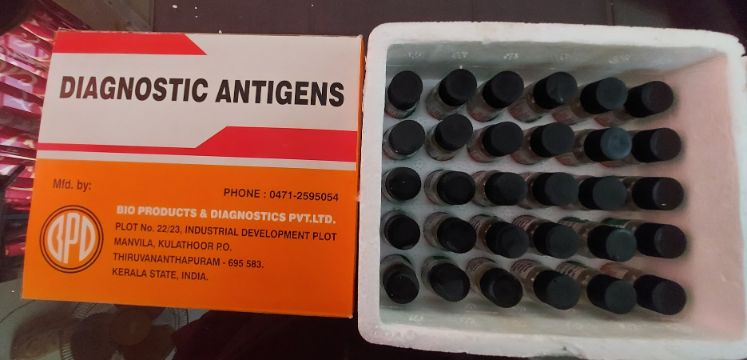 DIAGNOSTIC ANTIGENS
Mfd. by:
PHONE : 0471-2595054
BPD
BIO PRODUCTS & DIAGNOSTICS PVT.LTD.
PLOT No. 22/23, INDUSTRIAL DEVELOPMENT PLOT
MANVILA, KULATHOOR P.O.
THIRUVANANTHAPURAM - 695 583.
KERALA STATE, INDIA.